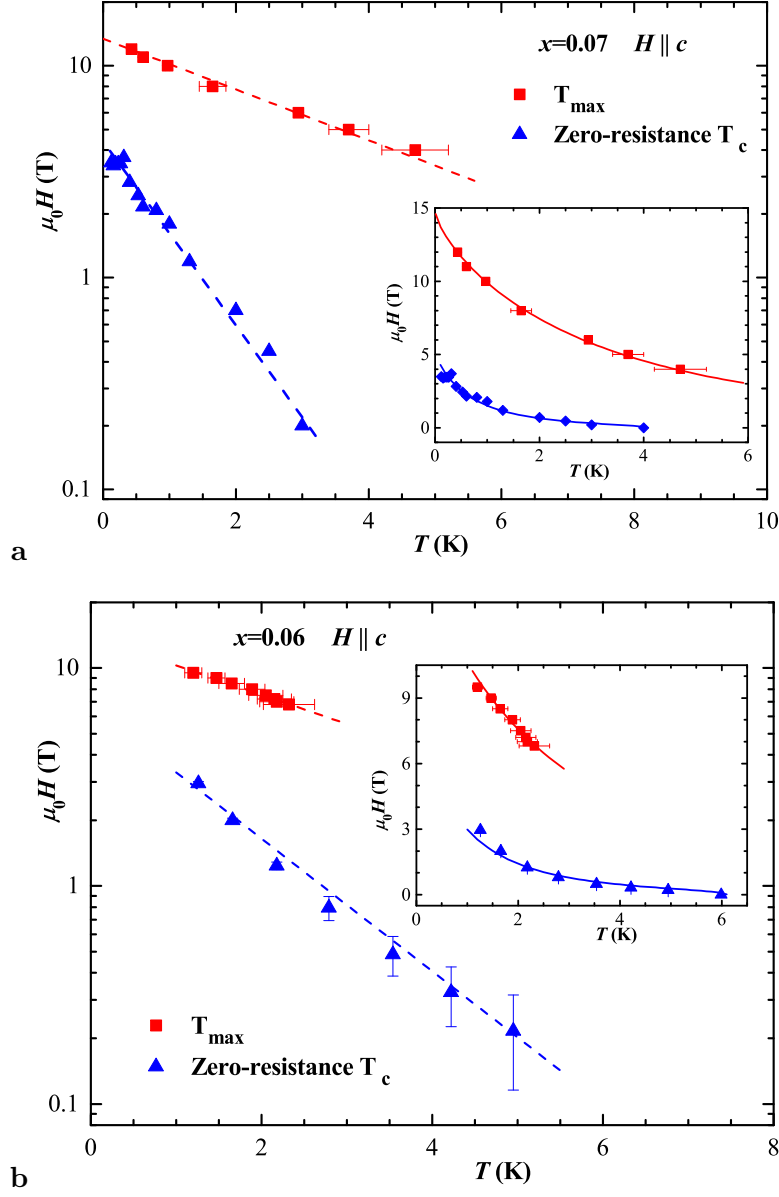 x=0.07 H || c
T_max
Zero-resistance T_c
10
1
0.1
μ₀H (T)
0 2 4 6 8 10
T (K)
15
10
5
0
μ₀H (T)
0 2 4 6
T (K)
a
x=0.06 H || c
T_max
Zero-resistance T_c
10
1
0.1
μ₀H (T)
0 2 4 6 8
T (K)
9
6
3
0
μ₀H (T)
0 2 4 6
T (K)
b